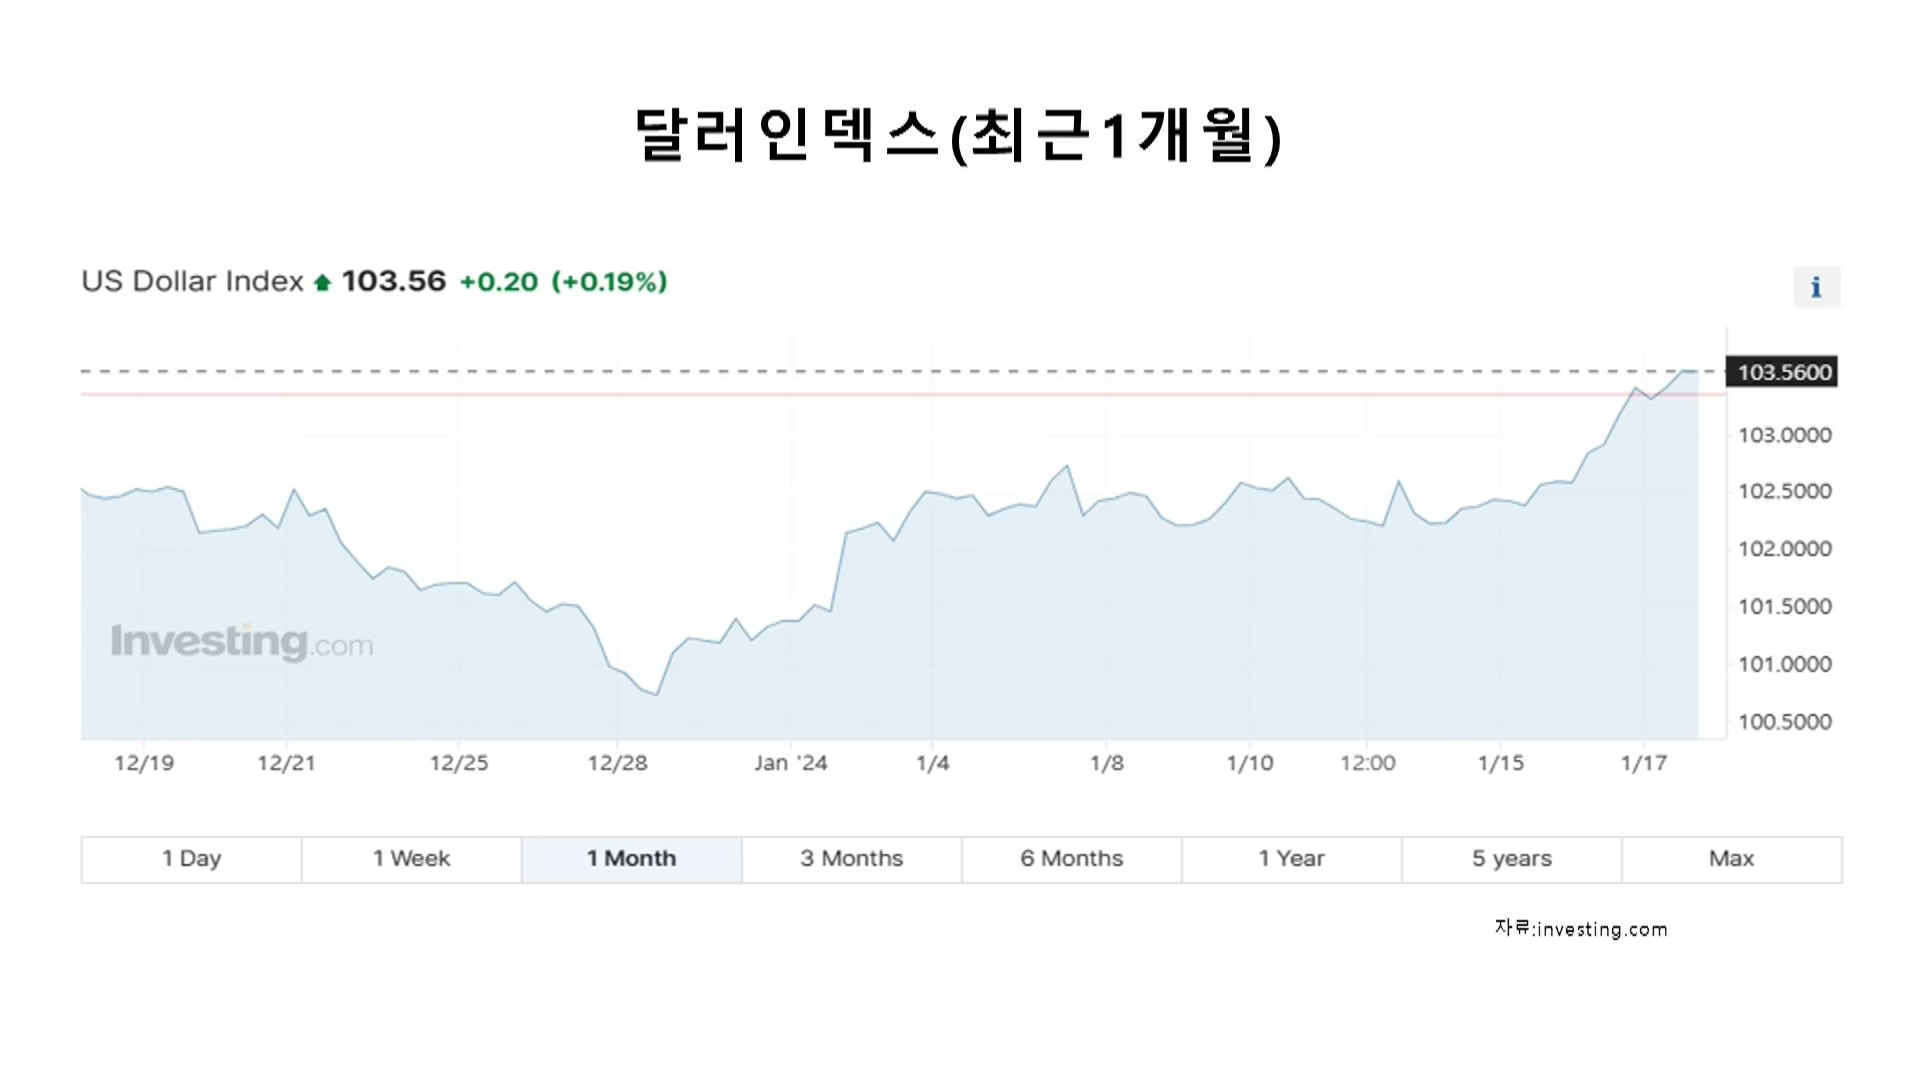 달러인덱스(최근1개월)
US Dollar Index 103.56 +0.20 (+0.19%)
i
103.5600
103.0000
102.5000
102.0000
101.5000
101.0000
100.5000
Investing.com
12/19 12/21 12/25 12/28 Jan '24 1/4 1/8 1/10 12:00 1/15 1/17
1 Day 1 Week 1 Month 3 Months 6 Months 1 Year 5 years Max
자료:investing.com